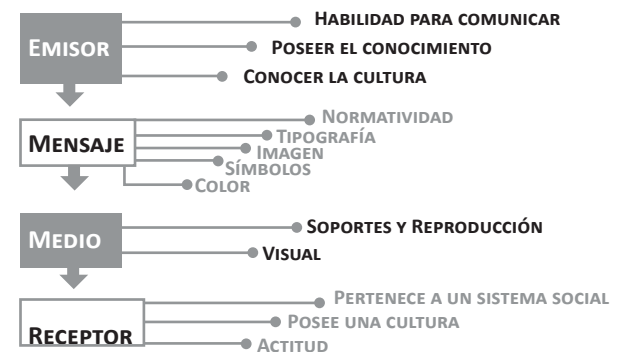 HABILIDAD PARA COMUNICAR
EMISOR
POSEER EL CONOCIMIENTO
CONOCER LA CULTURA
NORMATIVIDAD
TIPOGRAFÍA
MENSAJE
IMAGEN
SÍMBOLOS
COLOR
SOPORTES Y REPRODUCCIÓN
MEDIO
VISUAL
PERTENECE A UN SISTEMA SOCIAL
POSEE UNA CULTURA
RECEPTOR
ACTITUD